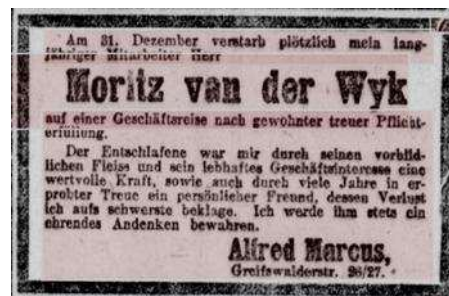 Am 31. Dezember verstarb plötzlich mein lang-
jähriger Mitarbeiter Herr
Moritz van der Wyk
auf einer Geschäftsreise nach gewohnter treuer Pflicht-
erfüllung.
Der Entschlafene war mir durch seinen vorbild-
lichen Fleiss und sein lebhaftes Geschäftsinteresse eine
wertvolle Kraft, sowie auch durch viele Jahre in er-
probter Treue ein persönlicher Freund, dessen Verlust
ich aufs schwerste beklage. Ich werde ihm stets ein
ehrendes Andenken bewahren.
Alfred Marcus,
Greifswalderstr. 26/27.